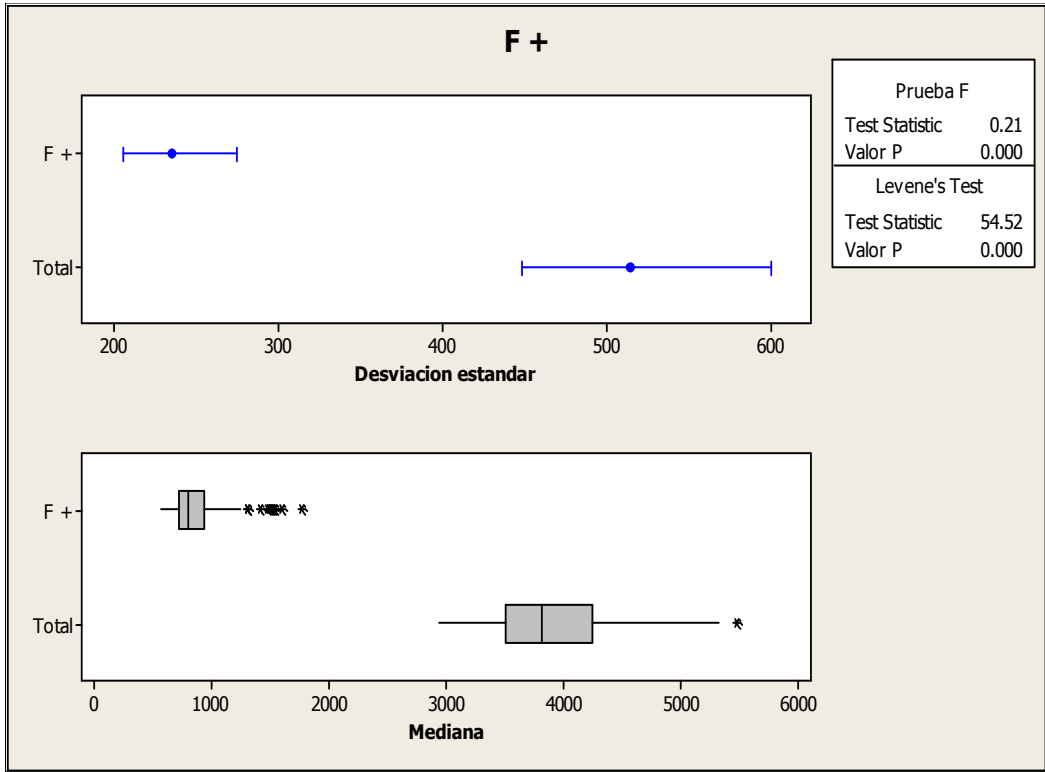 F +
Prueba F
Test Statistic 0.21
Valor P 0.000
Levene's Test
Test Statistic 54.52
Valor P 0.000
F +
Total
200 300 400 500 600
Desviacion estandar
F +
Total
0 1000 2000 3000 4000 5000 6000
Mediana